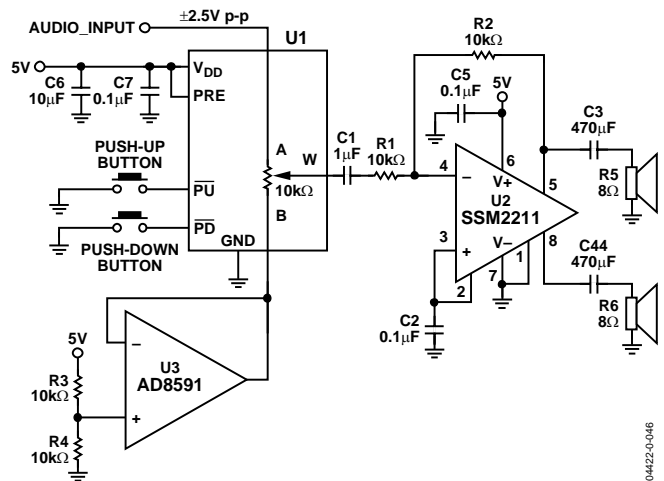 AUDIO_INPUT
±2.5V p-p
U1
5V
C6
10μF
C7
0.1μF
VDD
PRE
PUSH-UP
BUTTON
PU
PD
PUSH-DOWN
BUTTON
GND
A
W
10kΩ
B
C1
1μF
R1
10kΩ
R2
10kΩ
C5
0.1μF
5V
6
V+
4
–
U2
SSM2211
5
3
+
V–
8
1
2
7
C2
0.1μF
C3
470μF
R5
8Ω
C44
470μF
R6
8Ω
5V
R3
10kΩ
R4
10kΩ
–
U3
AD8591
+
04422-0-046